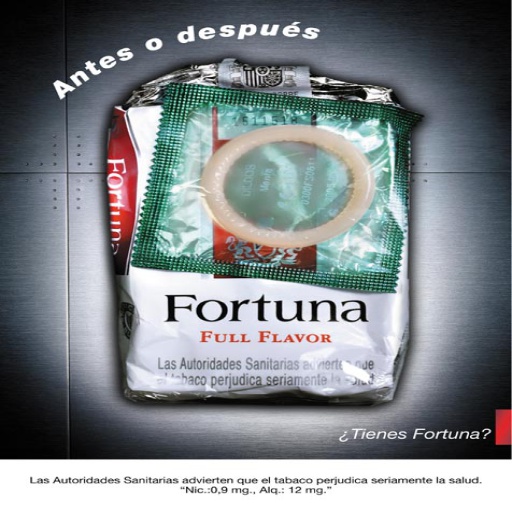 Antes o después
Fortuna
Fortuna
FULL FLAVOR
Las Autoridades Sanitarias advierten que
el tabaco perjudica seriamente la salud
¿Tienes Fortuna?
Las Autoridades Sanitarias advierten que el tabaco perjudica seriamente la salud.
“Nic.:0,9 mg., Alq.: 12 mg.”